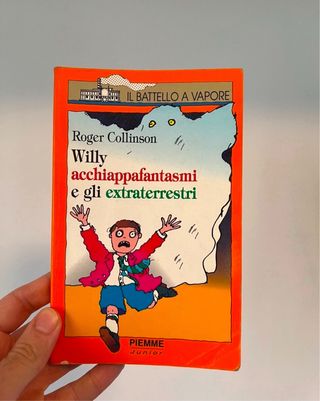 IL BATTELLO A VAPORE
Roger Collinson
Willy
acchiappafantasmi
e gli extraterrestri
PIEMME
Junior